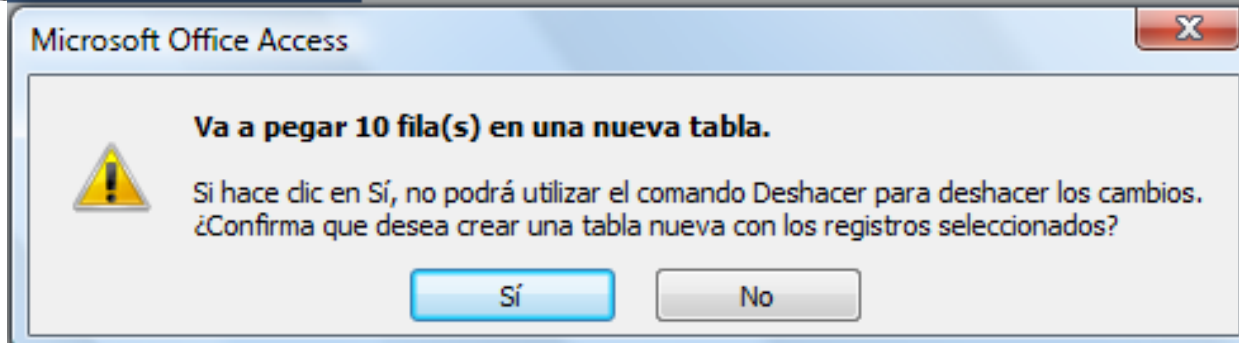 Microsoft Office Access
Va a pegar 10 fila(s) en una nueva tabla.
Si hace clic en Sí, no podrá utilizar el comando Deshacer para deshacer los cambios.
¿Confirma que desea crear una tabla nueva con los registros seleccionados?
Sí No